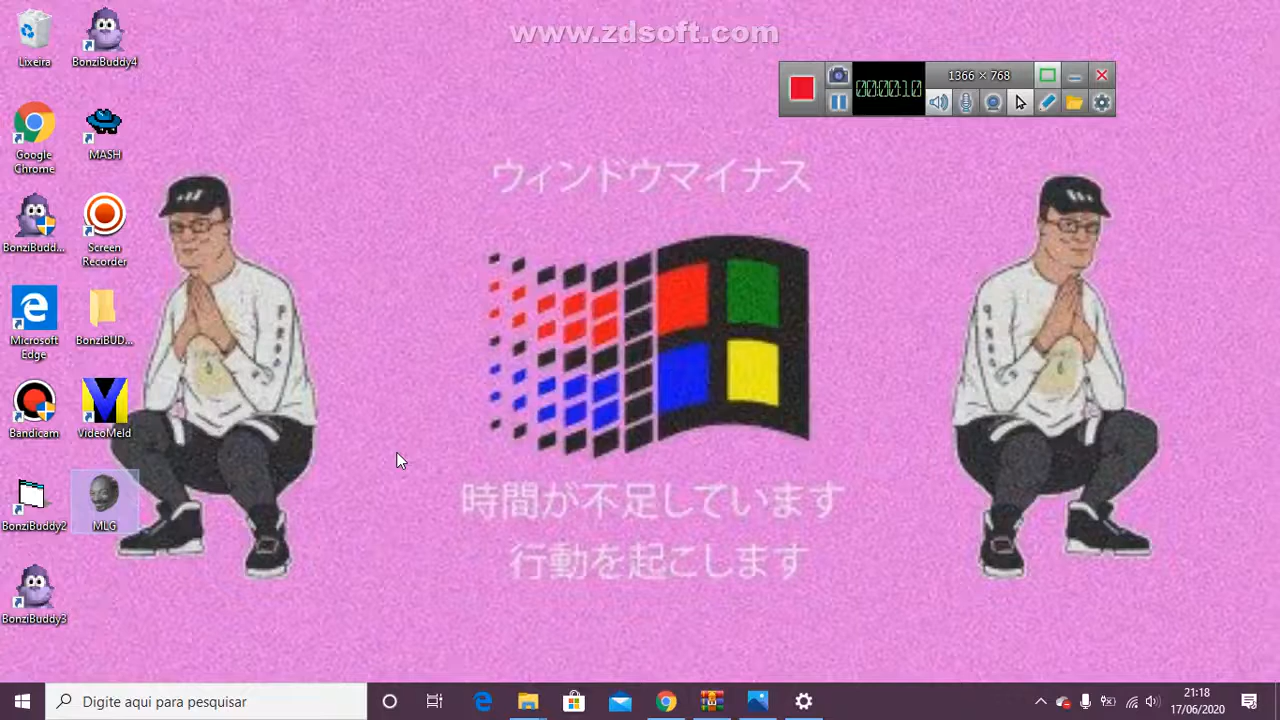 www.zdsoft.com
00:00:10
1366 × 768
Lixeira
BonziBuddy4
Google
Chrome
MASH
BonziBudd...
Screen
Recorder
Microsoft
Edge
BonziBUD...
Bandicam
VideoMeld
BonziBuddy2
MLG
BonziBuddy3
ウィンドウマイナス
時間が不足しています
行動を起こします
Digite aqui para pesquisar
21:18
17/06/2020